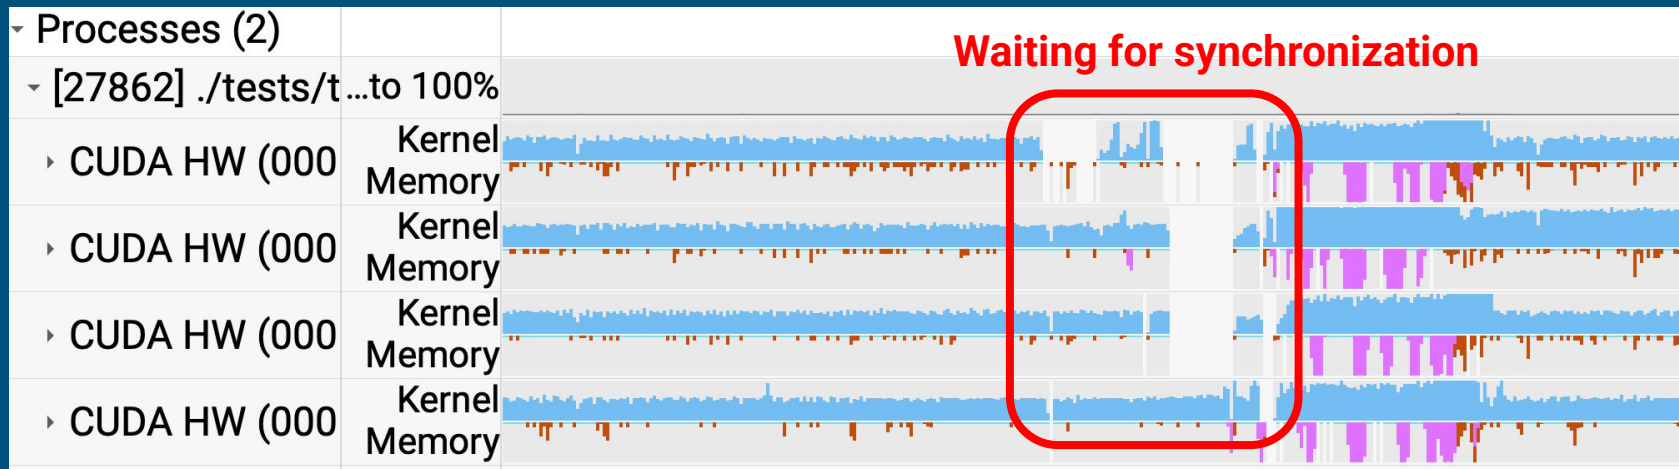 Processes (2)
Waiting for synchronization
[27862] ./tests/t...to 100%
CUDA HW (000
Kernel
Memory
CUDA HW (000
Kernel
Memory
CUDA HW (000
Kernel
Memory
CUDA HW (000
Kernel
Memory